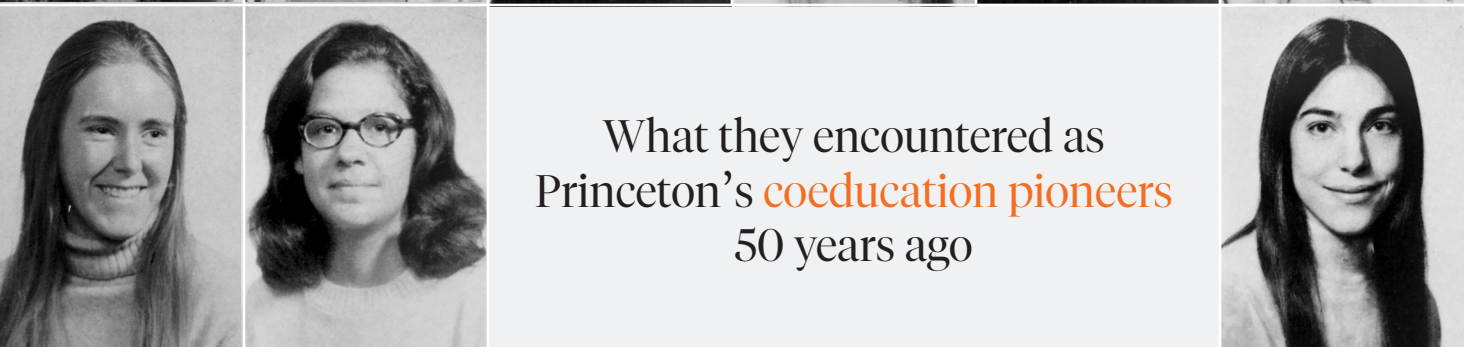 What they encountered as
Princeton’s coeducation pioneers
50 years ago